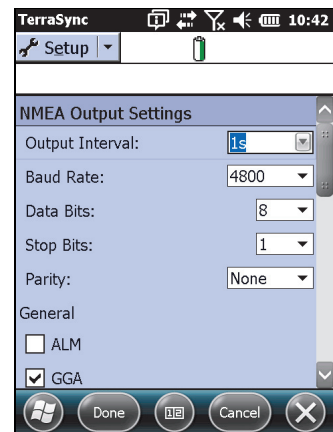 TerraSync 10:42
Setup
NMEA Output Settings
Output Interval: 1s
Baud Rate: 4800
Data Bits: 8
Stop Bits: 1
Parity: None
General
ALM
GGA
Done Cancel